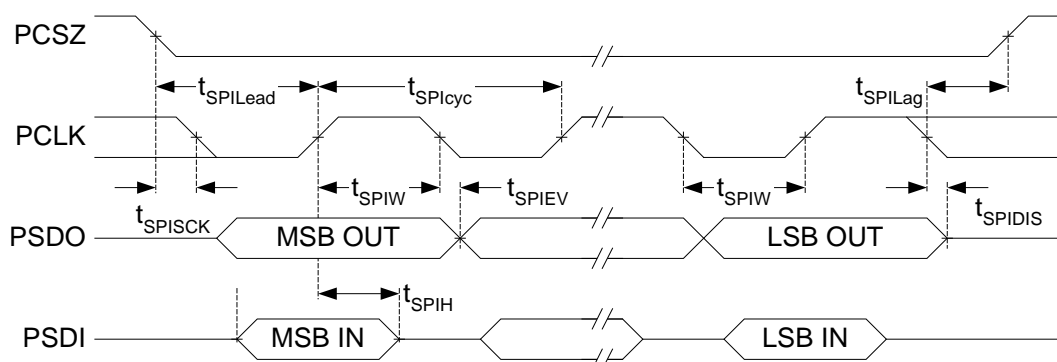 PCSZ
tSPILead
tSPIcyc
tSPILag
PCLK
tSPIW
tSPIEV
tSPIW
tSPISCK
tSPIDIS
PSDO
MSB OUT
LSB OUT
tSPIH
PSDI
MSB IN
LSB IN